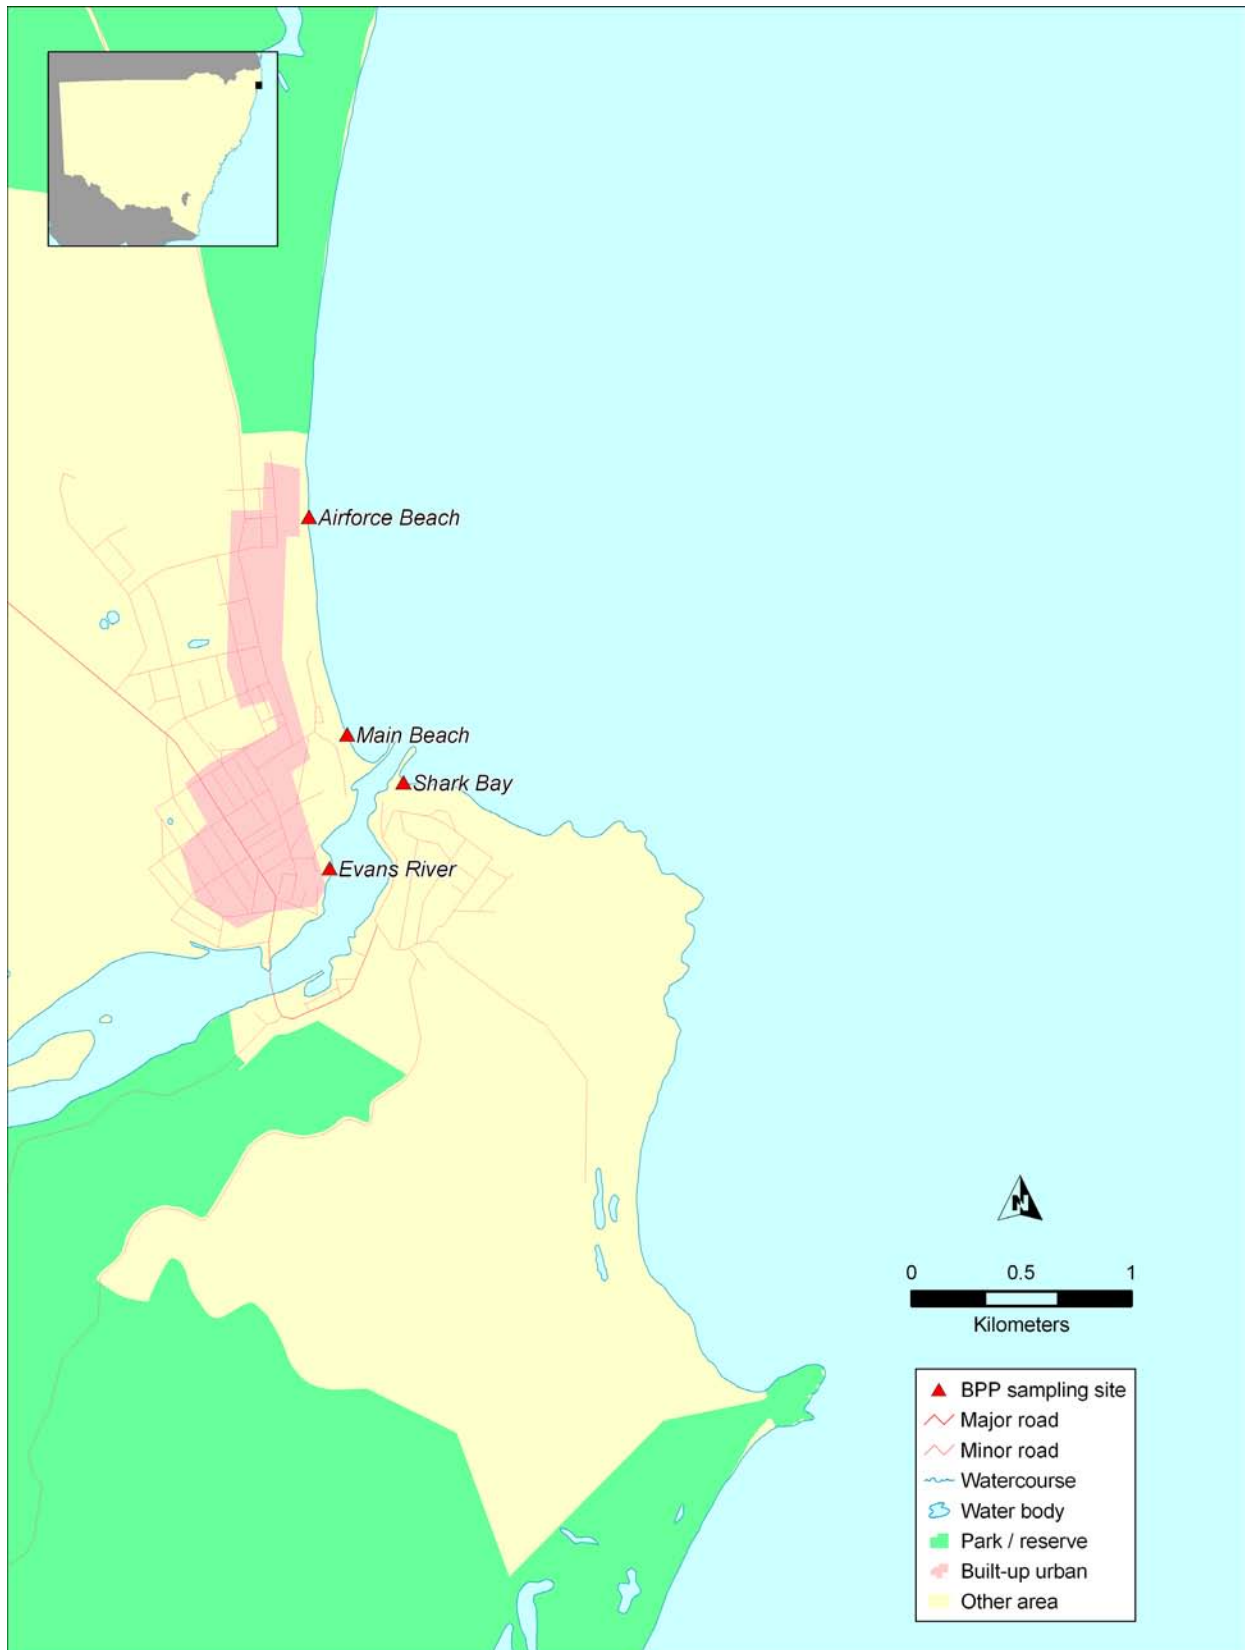 Airforce Beach
Main Beach
Shark Bay
Evans River
N
0 0.5 1
Kilometers
BPP sampling site
Major road
Minor road
Watercourse
Water body
Park / reserve
Built-up urban
Other area